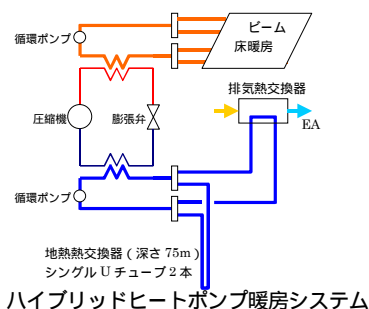 循環ポンプ
ビーム
床暖房
排気熱交換器
圧縮機
膨張弁
EA
循環ポンプ
地熱熱交換器（深さ 75m）
シングル U チューブ 2 本
ハイブリッドヒートポンプ暖房システム